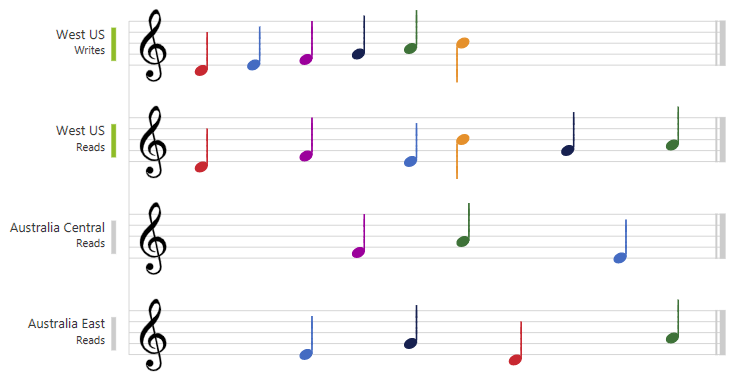 West US
Writes
West US
Reads
Australia Central
Reads
Australia East
Reads